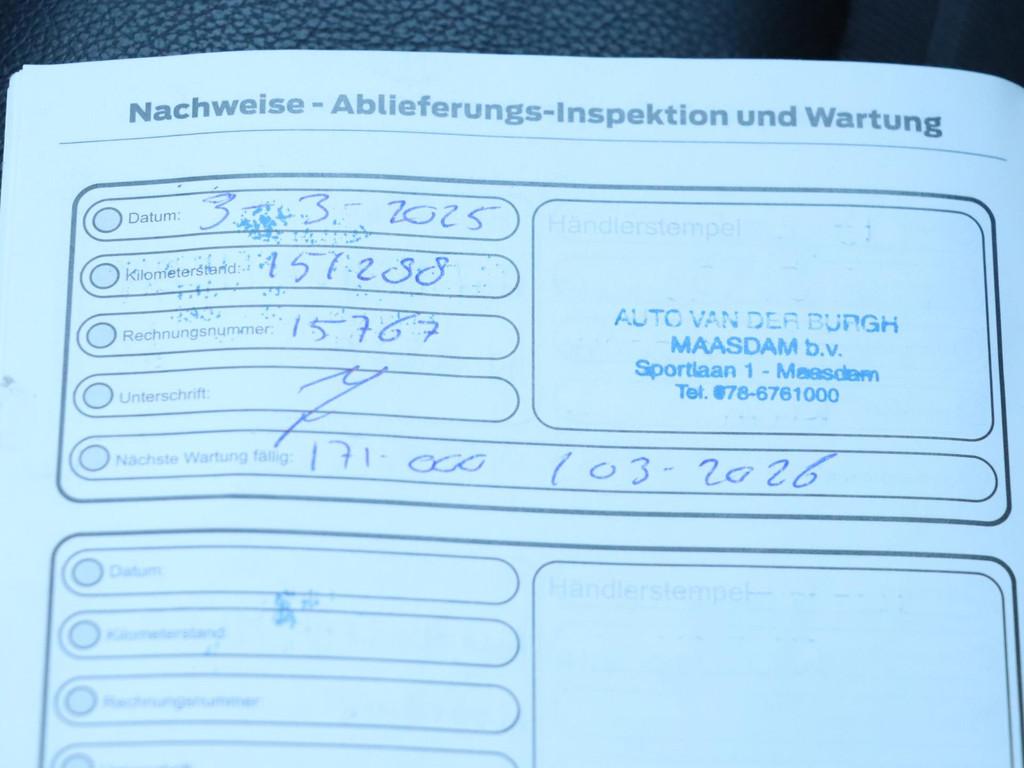 Nachweise - Ablieferungs-Inspektion und Wartung
Datum: 3-3-2025
Kilometerstand: 151288
Rechnungsnummer: 15767
Unterschrift:
Nächste Wartung fällig: 171-000 / 03-2026
Händlerstempel
AUTO VAN DER BURGH
MAASDAM b.v.
Sportlaan 1 - Maasdam
Tel. 078-6761000
Datum:
Kilometerstand:
Rechnungsnummer:
Händlerstempel